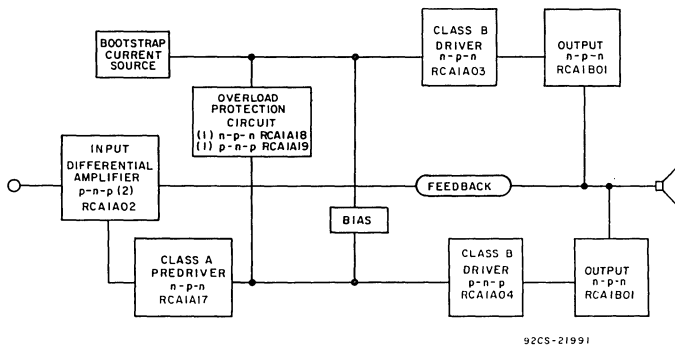 BOOTSTRAP
CURRENT
SOURCE
CLASS B
DRIVER
n-p-n
RCA1A03
OUTPUT
n-p-n
RCA1B01
OVERLOAD
PROTECTION
CIRCUIT
(1) n-p-n RCA1A18
(1) p-n-p RCA1A19
INPUT
DIFFERENTIAL
AMPLIFIER
p-n-p (2)
RCA1A02
FEEDBACK
BIAS
CLASS A
PREDRIVER
n-p-n
RCA1A17
CLASS B
DRIVER
p-n-p
RCA1A04
OUTPUT
n-p-n
RCA1B01
92CS-21991